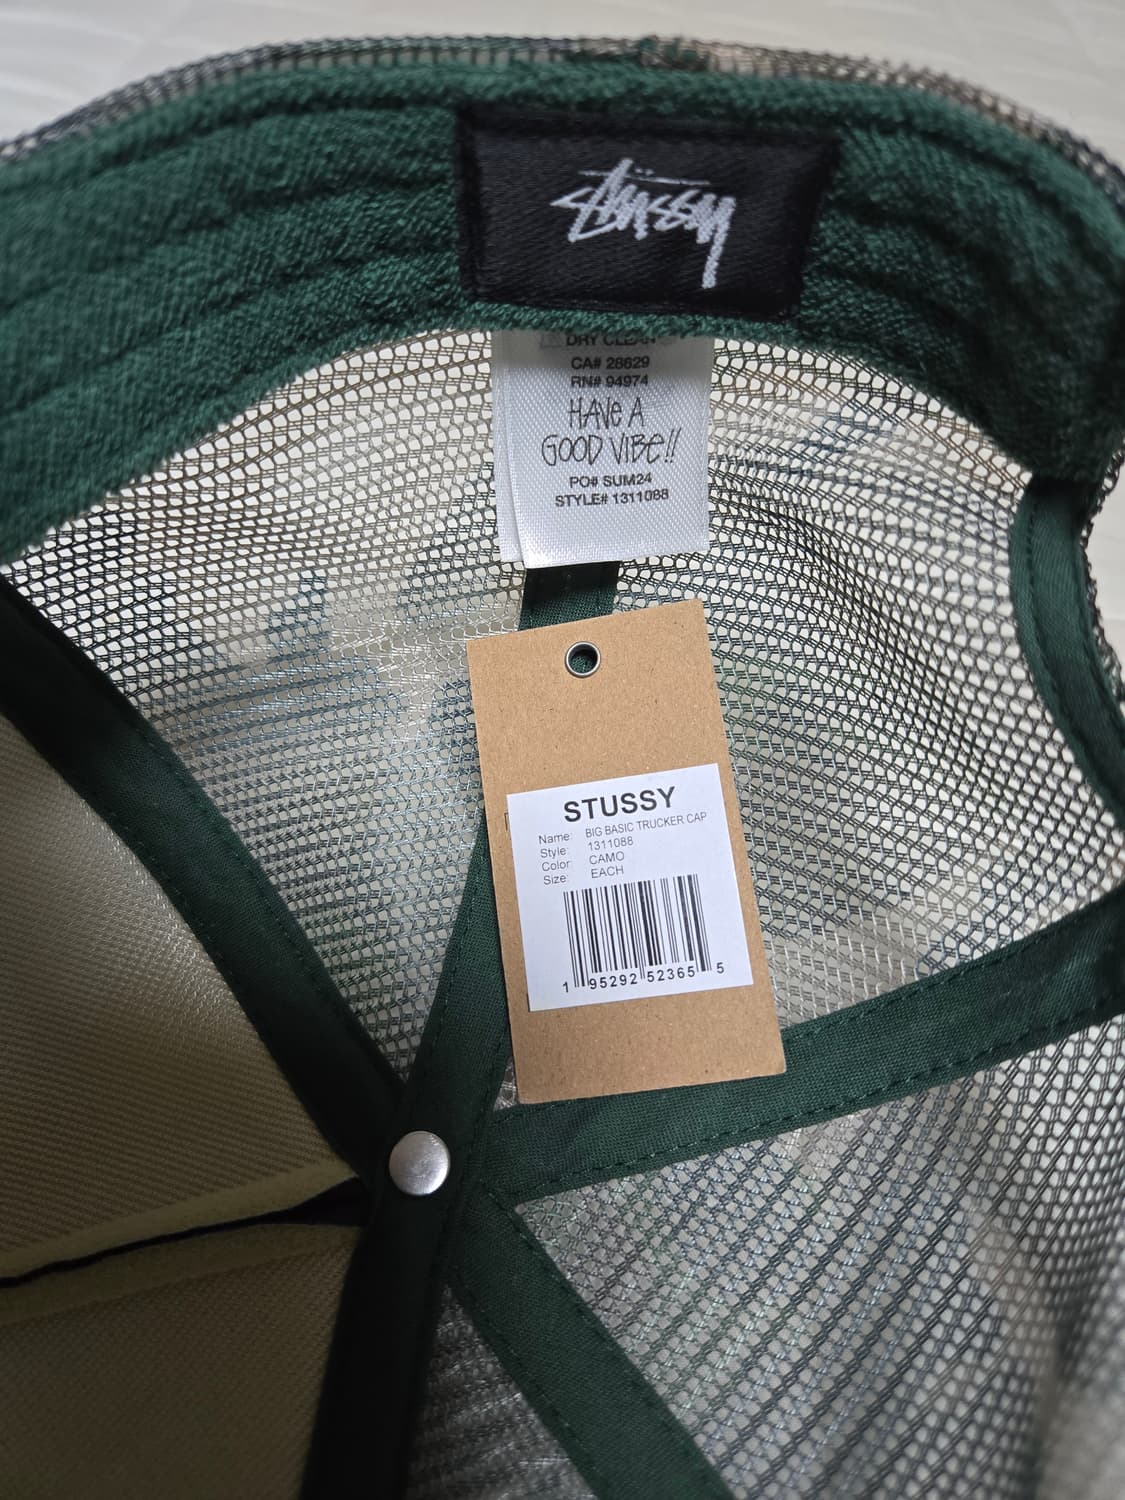 Stüssy
DRY CLEAN
CA# 28629
RN# 94974
HAVE A
GOOD VIBE!!
PO# SUM24
STYLE# 1311088
STUSSY
Name: BIG BASIC TRUCKER CAP
Style: 1311088
Color: CAMO
Size: EACH
1 95292 52365 5